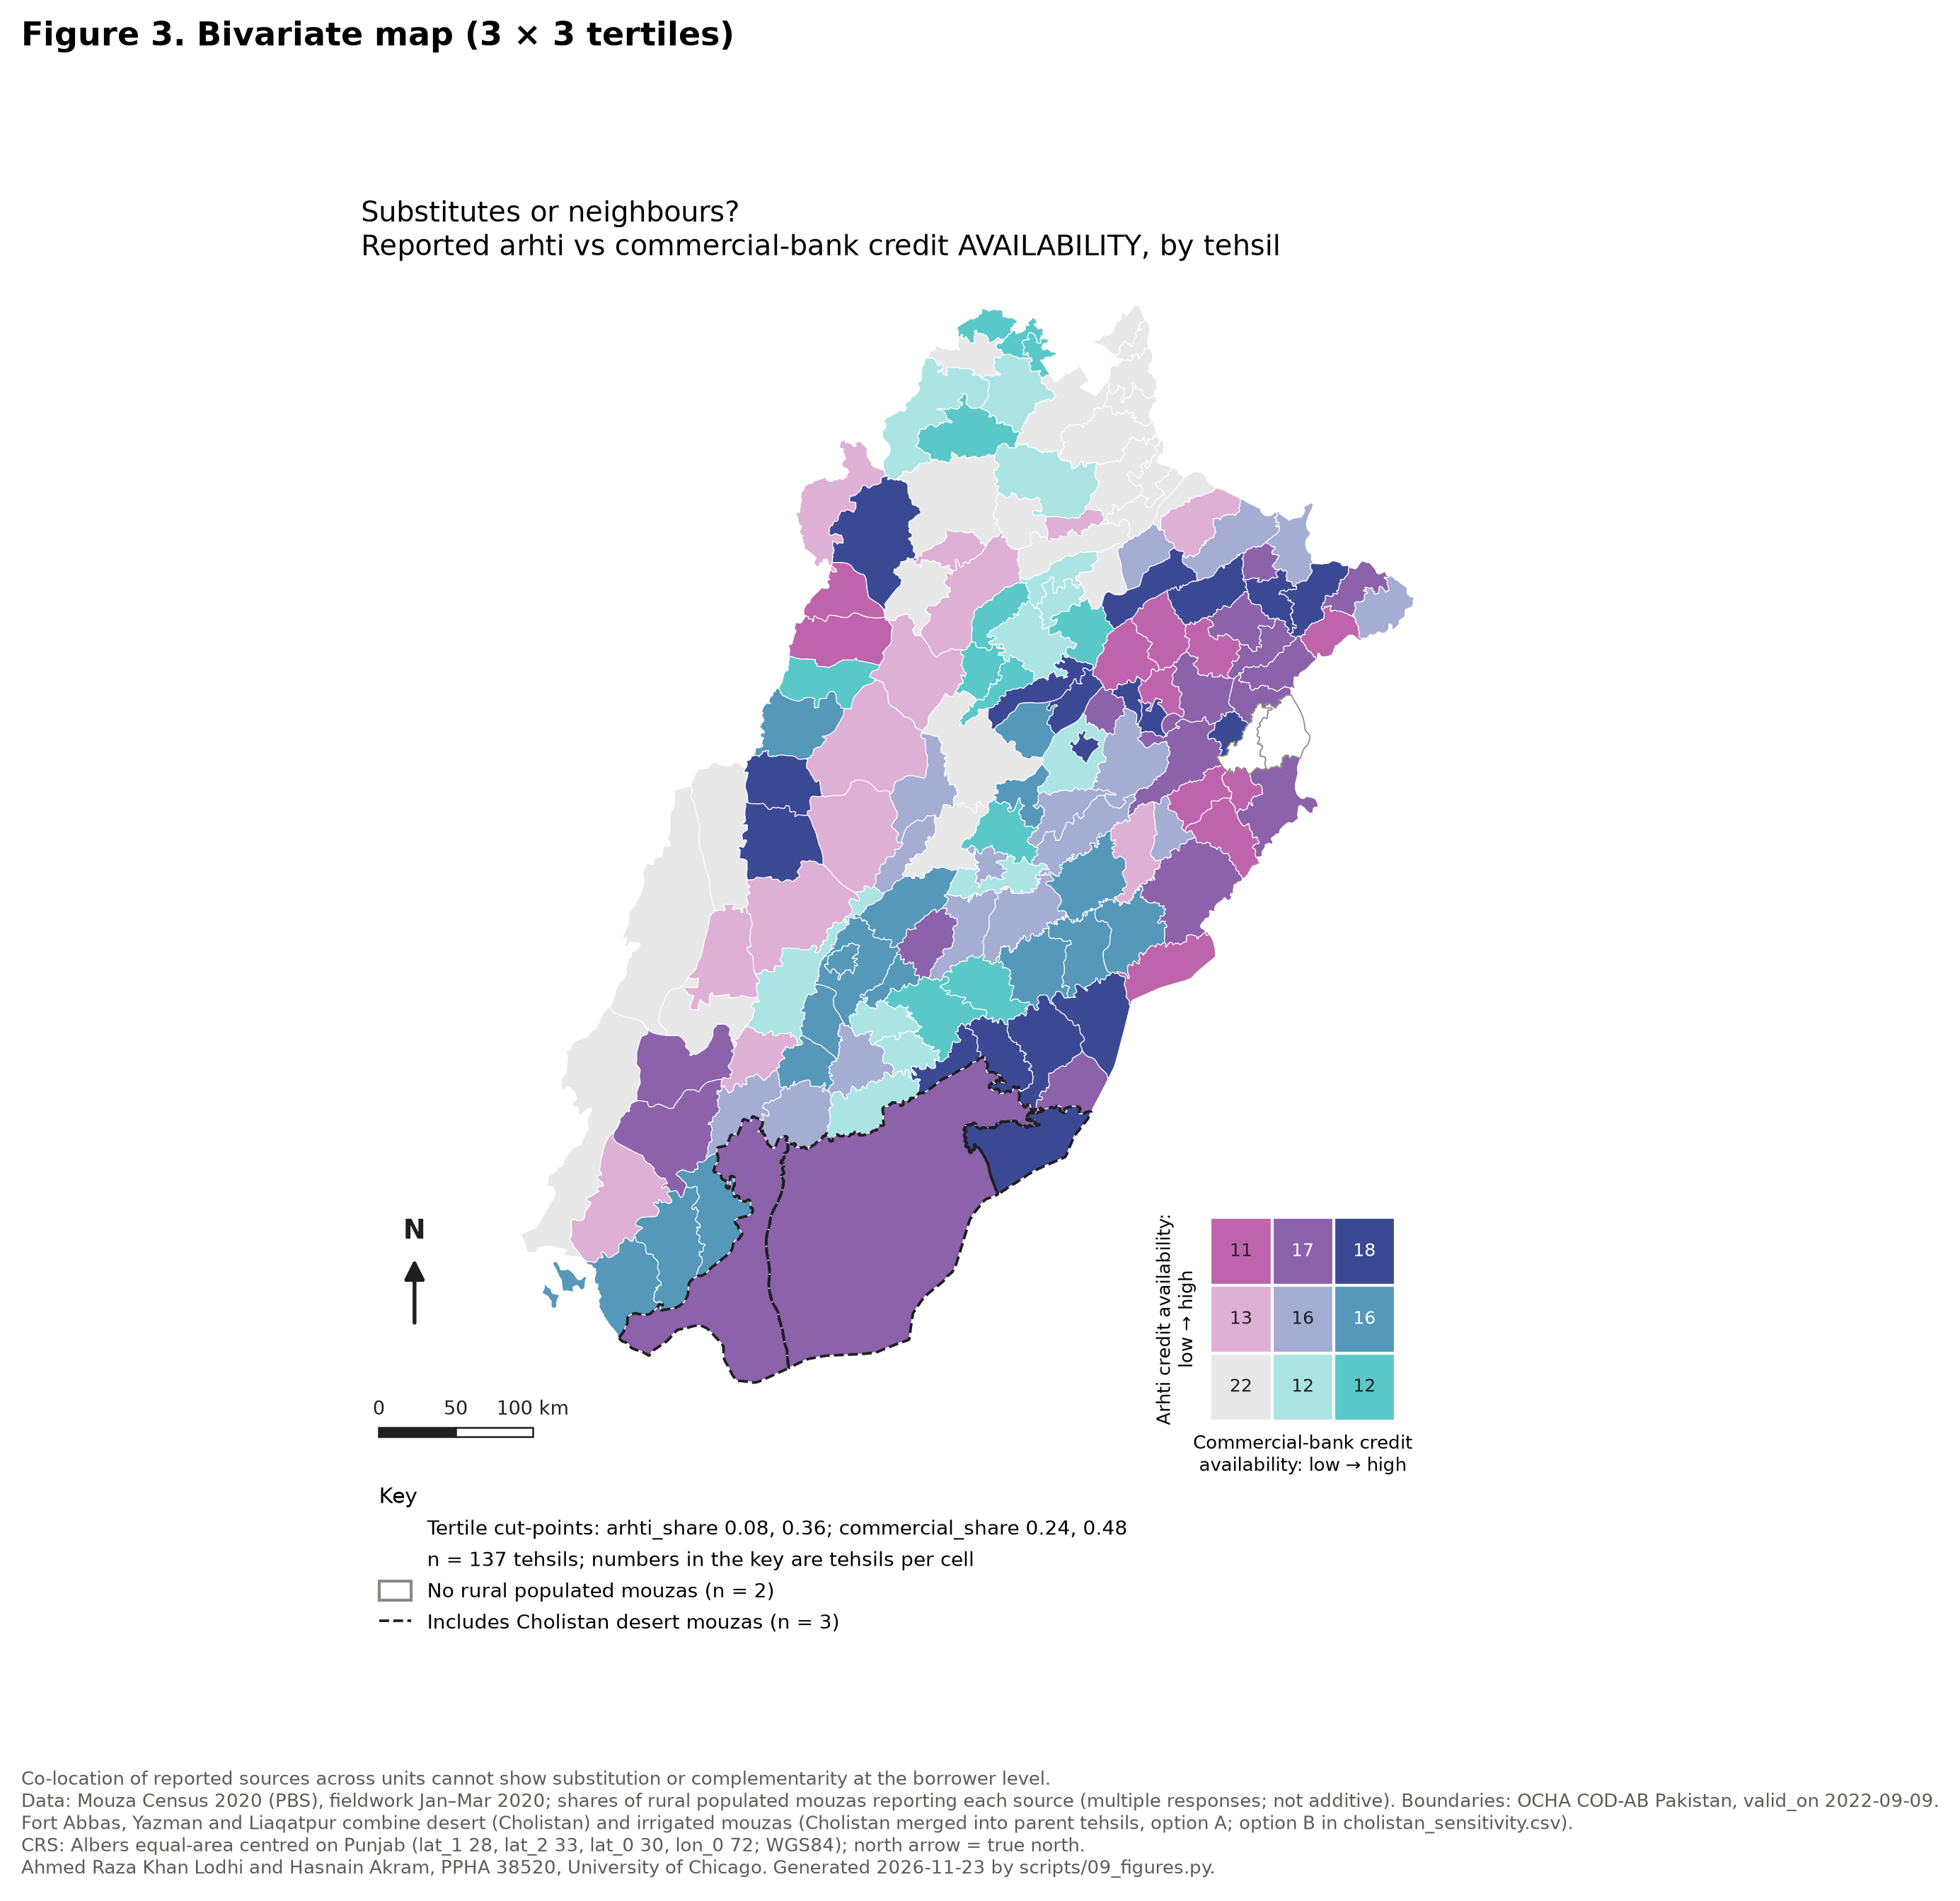 Figure 3. Bivariate map (3 × 3 tertiles)
Substitutes or neighbours?
Reported arhti vs commercial-bank credit AVAILABILITY, by tehsil
N
0 50 100 km
Arhti credit availability:
low → high
11 17 18
13 16 16
22 12 12
Commercial-bank credit
availability: low → high
Key
Tertile cut-points: arhti_share 0.08, 0.36; commercial_share 0.24, 0.48
n = 137 tehsils; numbers in the key are tehsils per cell
No rural populated mouzas (n = 2)
Includes Cholistan desert mouzas (n = 3)
Co-location of reported sources across units cannot show substitution or complementarity at the borrower level.
Data: Mouza Census 2020 (PBS), fieldwork Jan–Mar 2020; shares of rural populated mouzas reporting each source (multiple responses; not additive). Boundaries: OCHA COD-AB Pakistan, valid_on 2022-09-09.
Fort Abbas, Yazman and Liaqatpur combine desert (Cholistan) and irrigated mouzas (Cholistan merged into parent tehsils, option A; option B in cholistan_sensitivity.csv).
CRS: Albers equal-area centred on Punjab (lat_1 28, lat_2 33, lat_0 30, lon_0 72; WGS84); north arrow = true north.
Ahmed Raza Khan Lodhi and Hasnain Akram, PPHA 38520, University of Chicago. Generated 2026-11-23 by scripts/09_figures.py.